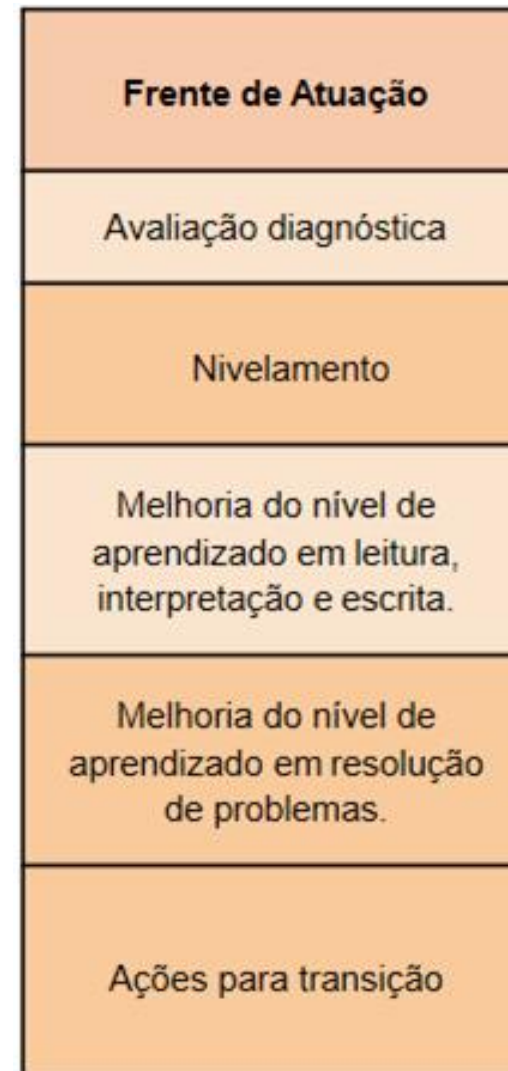 Frente de Atuação
Avaliação diagnóstica
Nivelamento
Melhoria do nível de
aprendizado em leitura,
interpretação e escrita.
Melhoria do nível de
aprendizado em resolução
de problemas.
Ações para transição